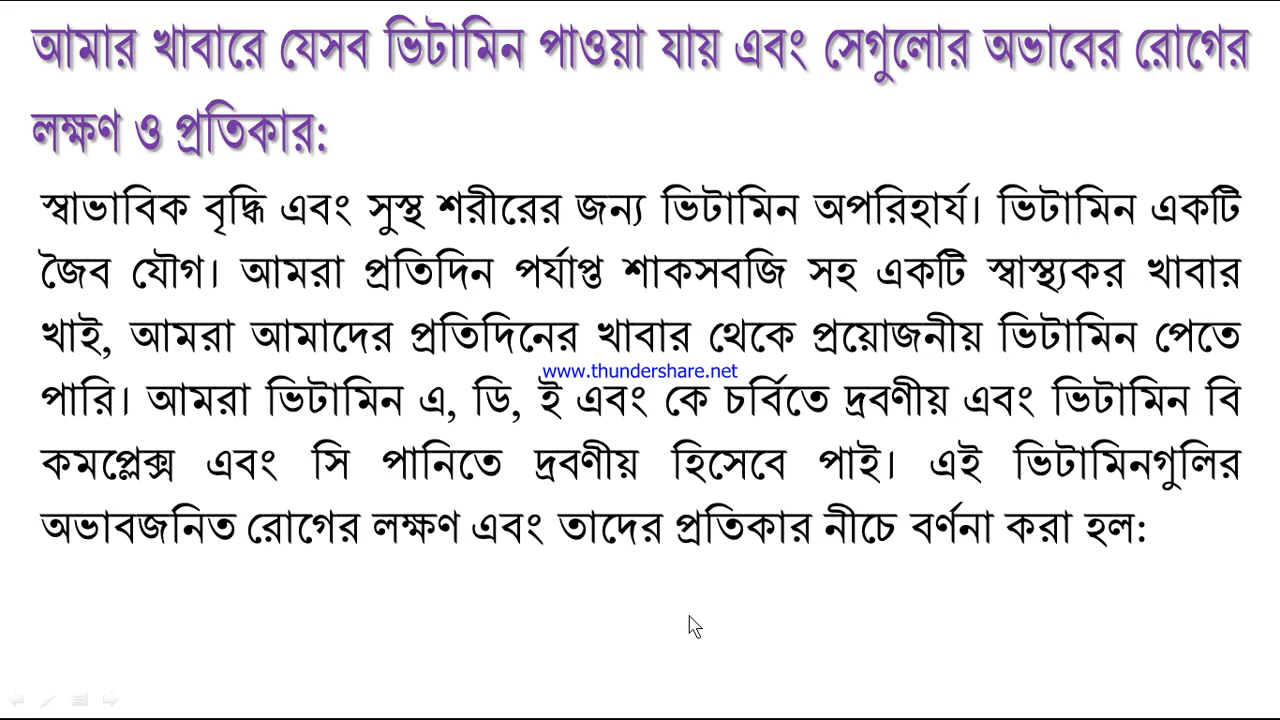 আমার খাবারে যেসব ভিটামিন পাওয়া যায় এবং সেগুলোর অভাবের রোগের
লক্ষণ ও প্রতিকার:
স্বাভাবিক বৃদ্ধি এবং সুস্থ শরীরের জন্য ভিটামিন অপরিহার্য। ভিটামিন একটি
জৈব যৌগ। আমরা প্রতিদিন পর্যাপ্ত শাকসবজি সহ একটি স্বাস্থ্যকর খাবার
খাই, আমরা আমাদের প্রতিদিনের খাবার থেকে প্রয়োজনীয় ভিটামিন পেতে
www.thundershare.net
পারি। আমরা ভিটামিন এ, ডি, ই এবং কে চর্বিতে দ্রবণীয় এবং ভিটামিন বি
কমপ্লেক্স এবং সি পানিতে দ্রবণীয় হিসেবে পাই। এই ভিটামিনগুলির
অভাবজনিত রোগের লক্ষণ এবং তাদের প্রতিকার নীচে বর্ণনা করা হল: